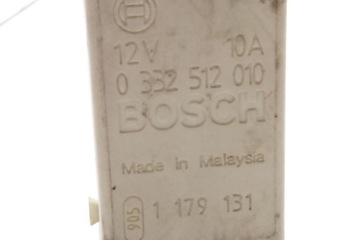 12V 10A
0 332 512 010
BOSCH
Made in Malaysia
905 1 179 131